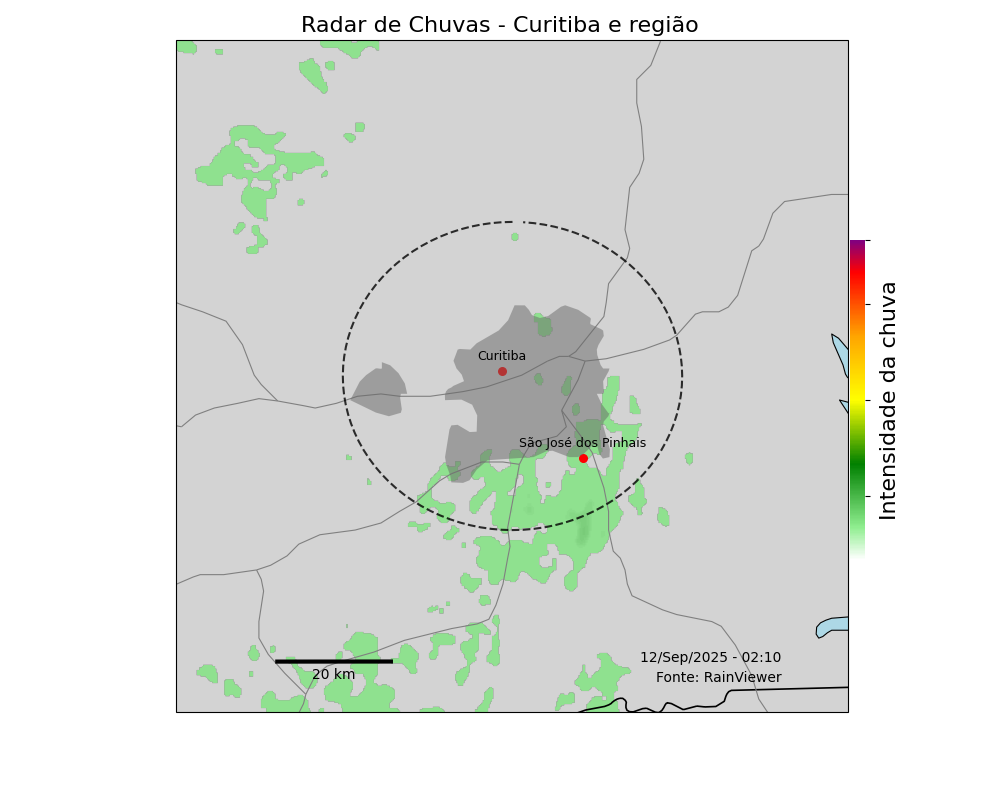 Radar de Chuvas - Curitiba e região
Curitiba
São José dos Pinhais
Intensidade da chuva
20 km
12/Sep/2025 - 02:10
Fonte: RainViewer